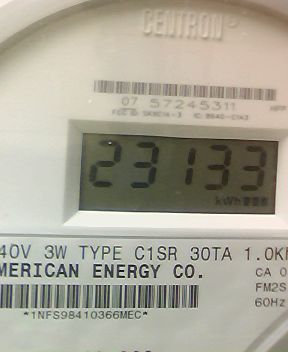 CENTRON®
07 57245311
23133
kWh
40V 3W TYPE C1SR 30TA 1.0Kh
MERICAN ENERGY CO.
CA 0
FM2S
60Hz
*1NFS98410366MEC*